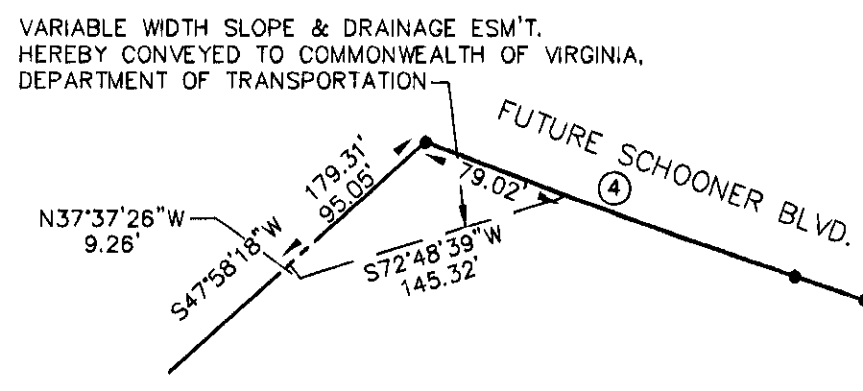 VARIABLE WIDTH SLOPE & DRAINAGE ESM'T.
HEREBY CONVEYED TO COMMONWEALTH OF VIRGINIA,
DEPARTMENT OF TRANSPORTATION
FUTURE SCHOONER BLVD.
4
179.31'
95.05'
79.02'
N37°37'26"W
9.26'
S47°58'18"W
S72°48'39"W
145.32'